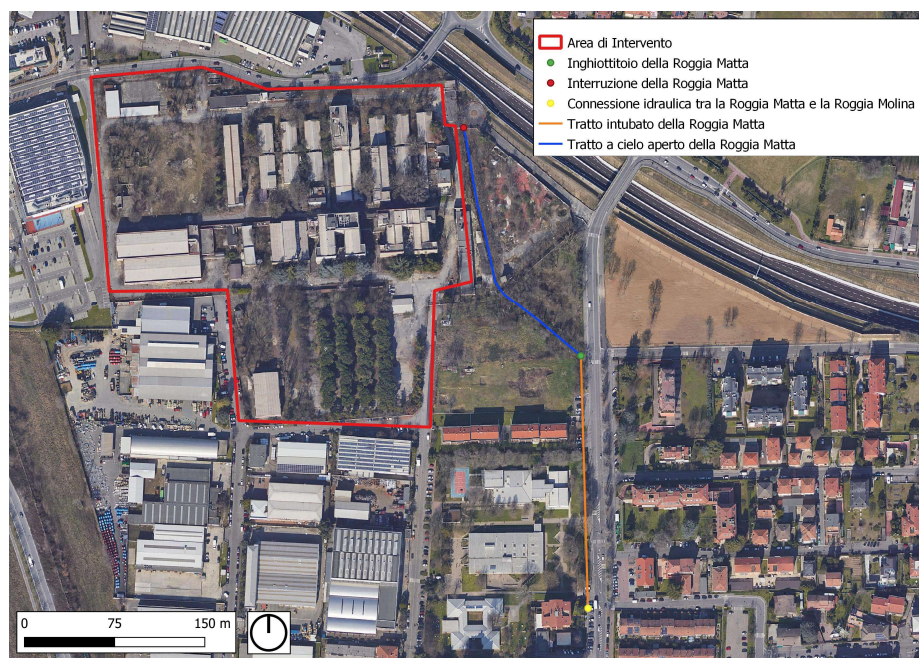 Area di Intervento
Inghiottitoio della Roggia Matta
Interruzione della Roggia Matta
Connessione idraulica tra la Roggia Matta e la Roggia Molina
Tratto intubato della Roggia Matta
Tratto a cielo aperto della Roggia Matta
0 75 150 m